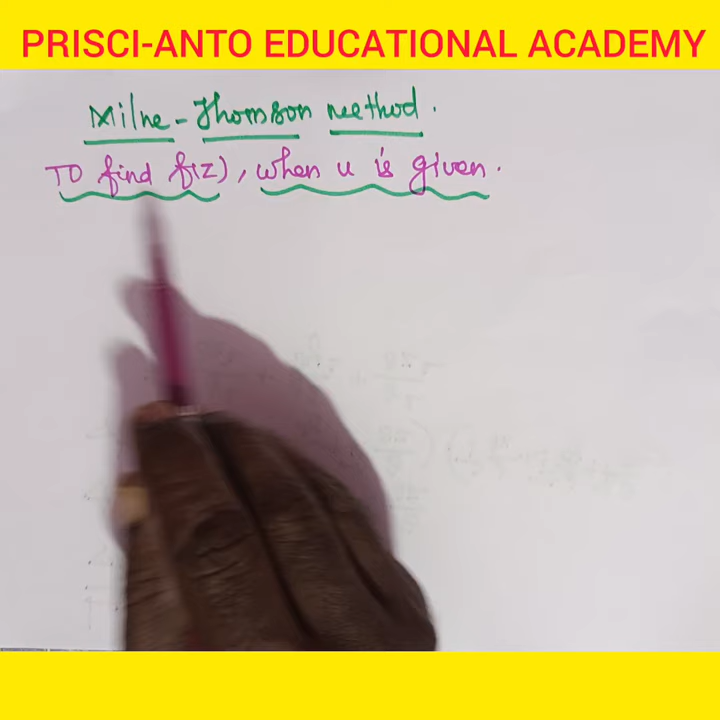 PRISCI-ANTO EDUCATIONAL ACADEMY
Milne-Thomson Method.
To find f(z), when u is given.